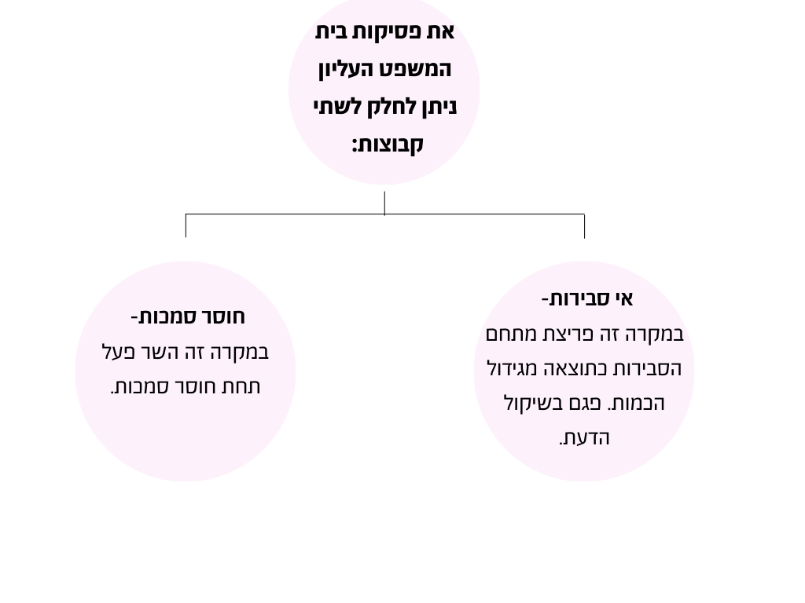 את פסיקות בית
המשפט העליון
ניתן לחלק לשתי
קבוצות:
אי סבירות-
במקרה זה פריצת מתחם
הסבירות כתוצאה מגידול
הכמות. פגם בשיקול
הדעת.
חוסר סמכות-
במקרה זה השר פעל
תחת חוסר סמכות.